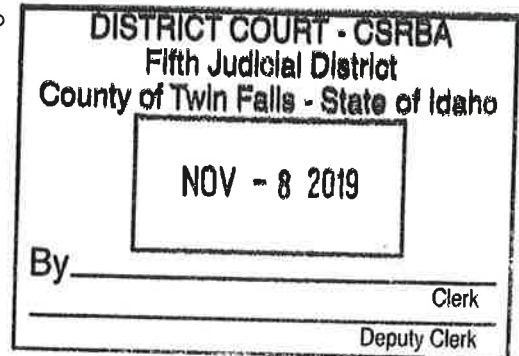 DISTRICT COURT - CSRBA
Fifth Judicial District
County of Twin Falls - State of Idaho
NOV - 8 2019
By
Clerk
Deputy Clerk